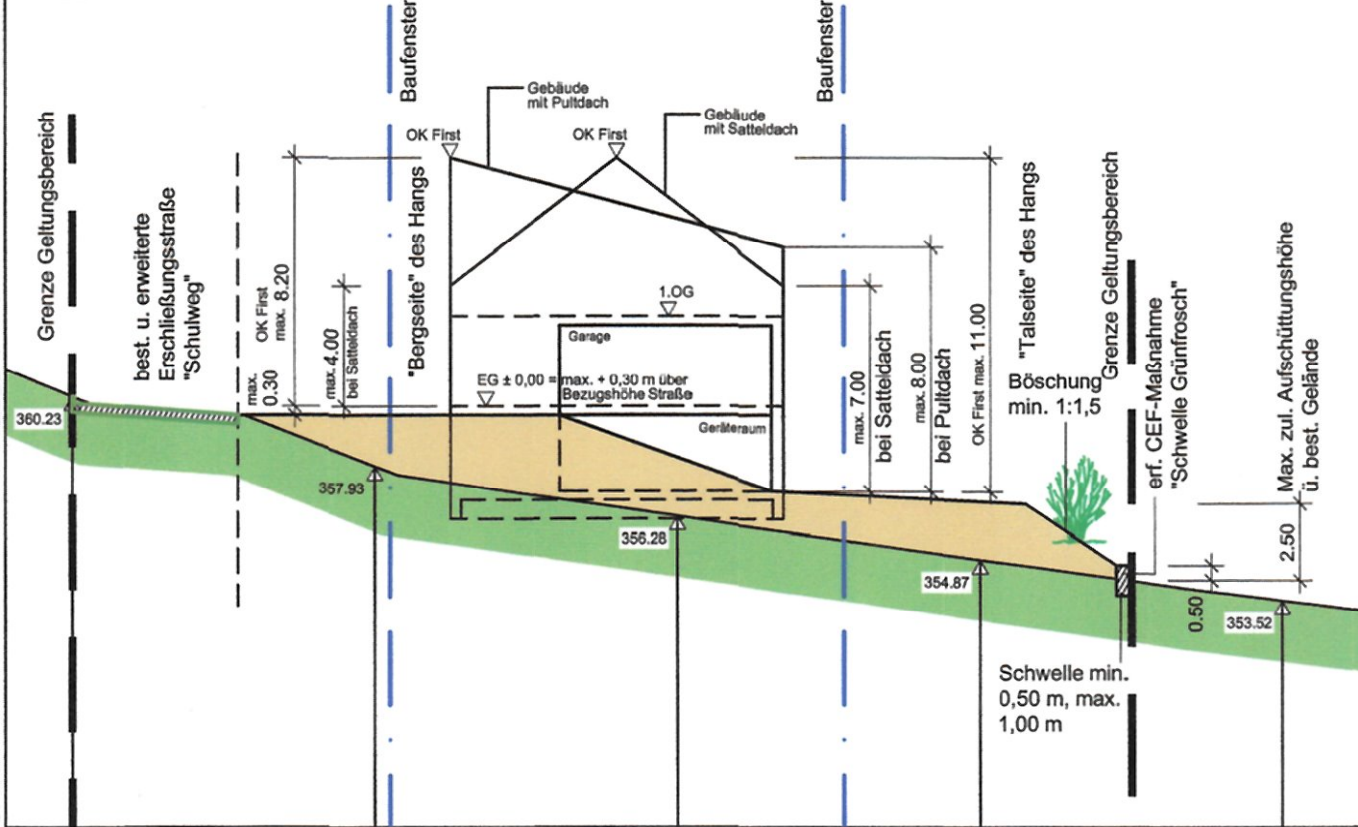 Baufenster
Baufenster
Gebäude
mit Pultdach
Gebäude
mit Satteldach
OK First
OK First
Grenze Geltungsbereich
best. u. erweiterte
Erschließungsstraße
"Schulweg"
OK First
max. 8.20
max.
0.30
max. 4.00
bei Satteldach
"Bergseite" des Hangs
1.OG
Garage
EG ± 0,00 = max. + 0,30 m über
Bezugshöhe Straße
Geräteraum
max. 7.00
bei Satteldach
max. 8.00
bei Pultdach
OK First max. 11.00
"Talseite" des Hangs
Böschung
min. 1:1,5
Grenze Geltungsbereich
erf. CEF-Maßnahme
"Schwelle Grünfrosch"
Max. zul. Aufschüttungshöhe
ü. best. Gelände
2.50
0.50
360.23
357.93
356.28
354.87
353.52
Schwelle min.
0,50 m, max.
1,00 m